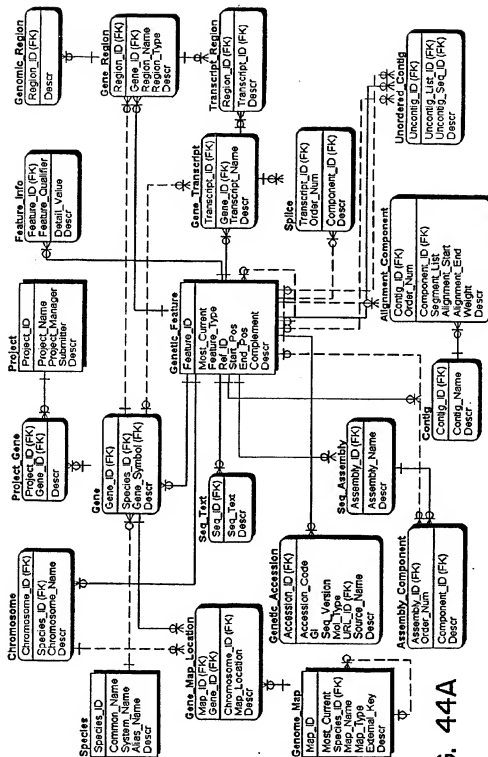 Genomic_Region
Region_ID (FK)
Descr
Gene_Region
Region_ID (FK)
Gene_ID (FK)
Region_Name
Region_Type
Descr
Transcript_Region
Region_ID (FK)
Transcript_ID (FK)
Descr
Unordered_Contig
Uncontig_ID (FK)
Uncontig_List_ID (FK)
Uncontig_Seq_ID (FK)
Descr
Feature_Info
Feature_ID (FK)
Feature_Qualifier
Detail_Value
Descr
Gene_Transcript
Transcript_ID (FK)
Gene_ID (FK)
Transcript_Name
Descr
Splice
Transcript_ID (FK)
Order_Num
Component_ID (FK)
Descr
Alignment_Component
Contig_ID (FK)
Order_Num
Component_ID (FK)
Segment_List
Alignment_Start
Alignment_End
Weight
Descr
Project
Project_ID
Project_Name
Project_Manager
Submitter
Descr
Genetic_Feature
Feature_ID
Most_Current
Feature_Type
Ref_ID
Start_Pos
End_Pos
Complement
Descr
Contig
Contig_ID (FK)
Contig_Name
Descr
Project_Gene
Project_ID (FK)
Gene_ID (FK)
Descr
Gene
Gene_ID (FK)
Species_ID (FK)
Gene_Symbol (FK)
Descr
Seq_Text
Seq_ID (FK)
Seq_Text
Descr
Seq_Assembly
Assembly_ID (FK)
Assembly_Name
Descr
Chromosome
Chromosome_ID (FK)
Species_ID (FK)
Chromosome_Name
Descr
Gene_Map_Location
Map_ID (FK)
Gene_ID (FK)
Chromosome_ID (FK)
Map_Location
Descr
Genetic_Accession
Accession_ID (FK)
Accession_Code
GI
Seq_Version
Mol_Type
URL_ID (FK)
Source_Name
Descr
Assembly_Component
Assembly_ID (FK)
Order_Num
Component_ID (FK)
Descr
Species
Species_ID
Common_Name
System_Name
Alias_Name
Descr
Genome_Map
Map_ID
Most_Current
Species_ID (FK)
Map_Name
Map_Type
External_Key
Descr
44A